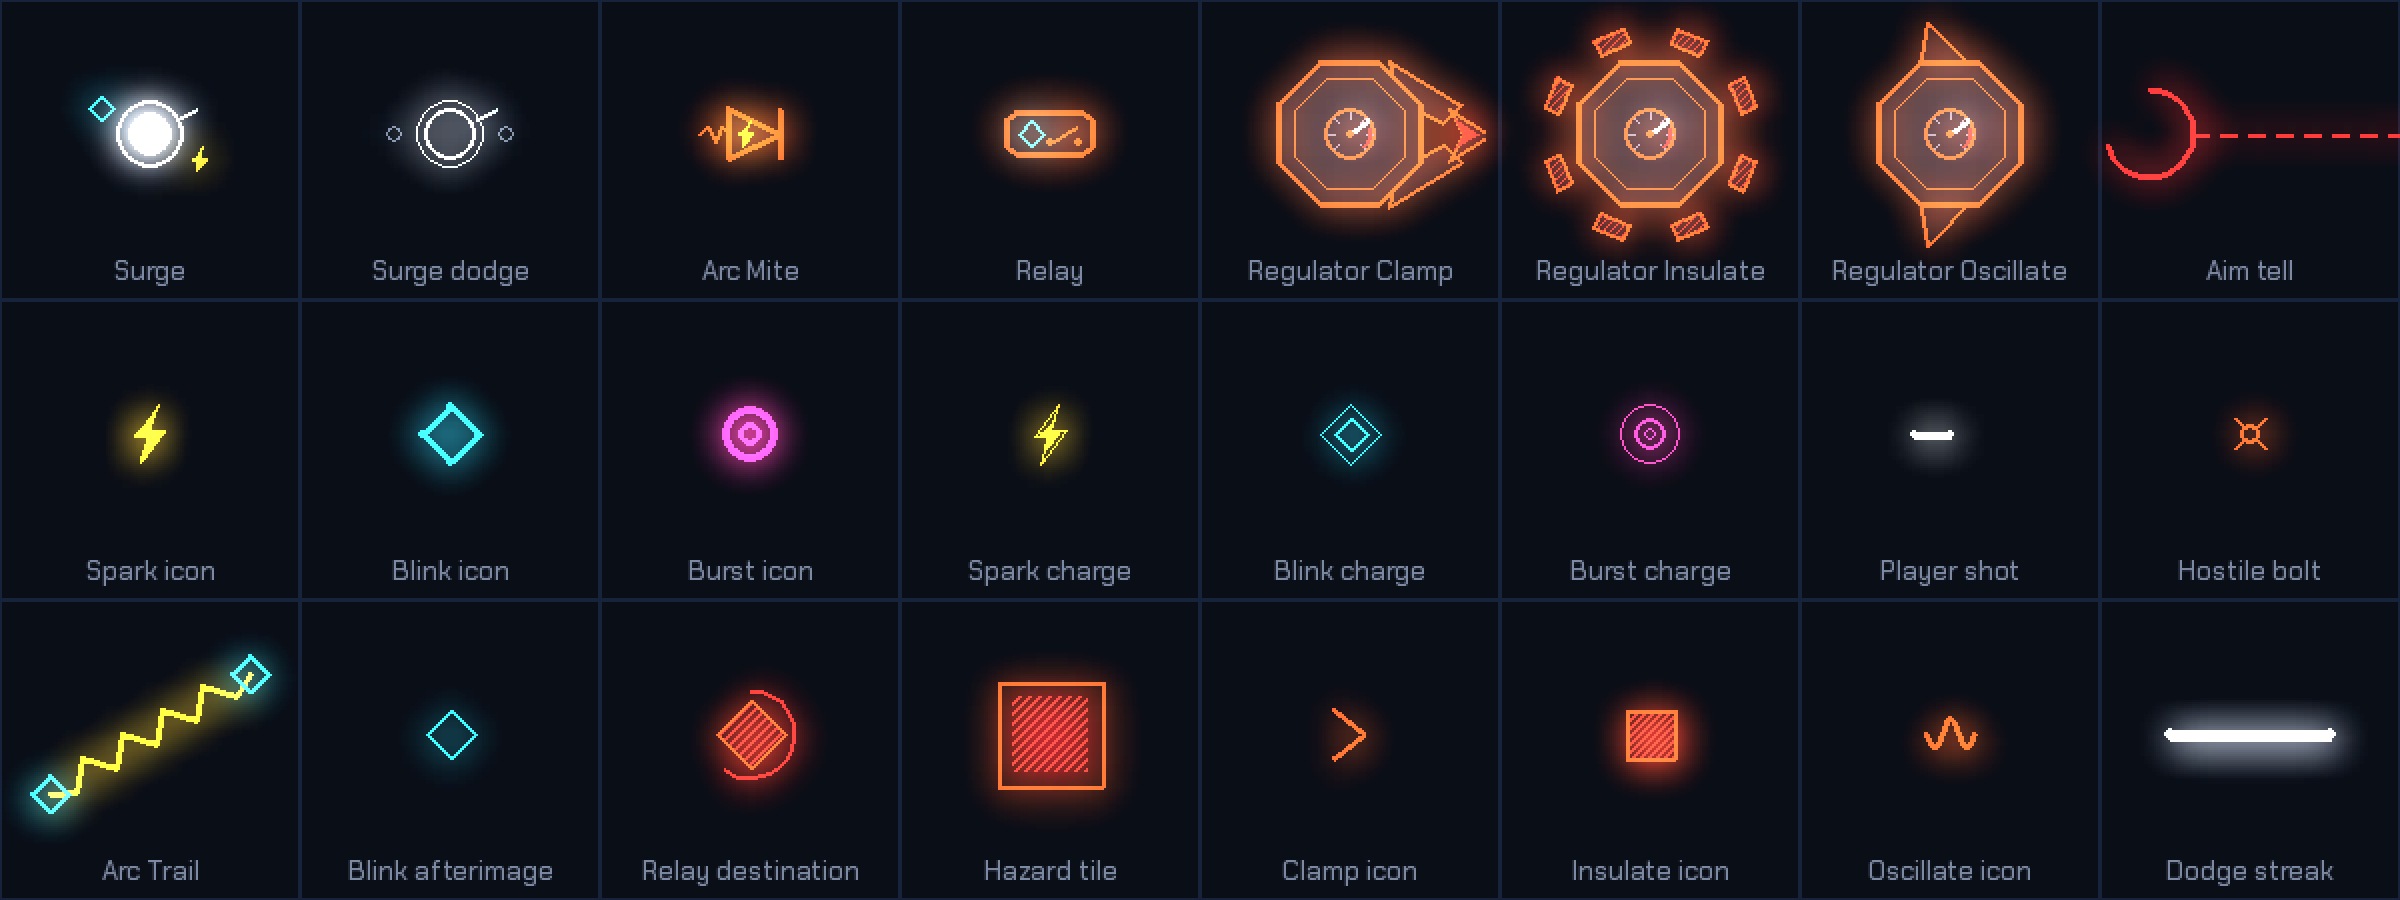 Surge
Surge dodge
Arc Mite
Relay
Regulator Clamp
Regulator Insulate
Regulator Oscillate
Aim tell
Spark icon
Blink icon
Burst icon
Spark charge
Blink charge
Burst charge
Player shot
Hostile bolt
Arc Trail
Blink afterimage
Relay destination
Hazard tile
Clamp icon
Insulate icon
Oscillate icon
Dodge streak